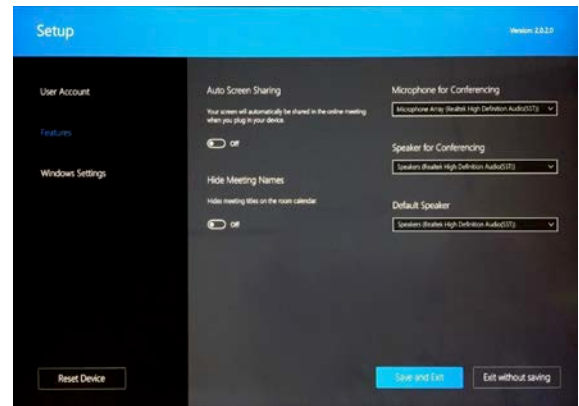 Setup
Version: 2.0.2.0
User Account
Features
Windows Settings
Auto Screen Sharing
Your screen will automatically be shared in the online meeting
when you plug in your device.
Off
Hide Meeting Names
Hides meeting titles on the room calendar.
Off
Microphone for Conferencing
Microphone Array (Realtek High Definition Audio(SST))
Speaker for Conferencing
Speakers (Realtek High Definition Audio(SST))
Default Speaker
Speakers (Realtek High Definition Audio(SST))
Reset Device
Save and Exit
Exit without saving